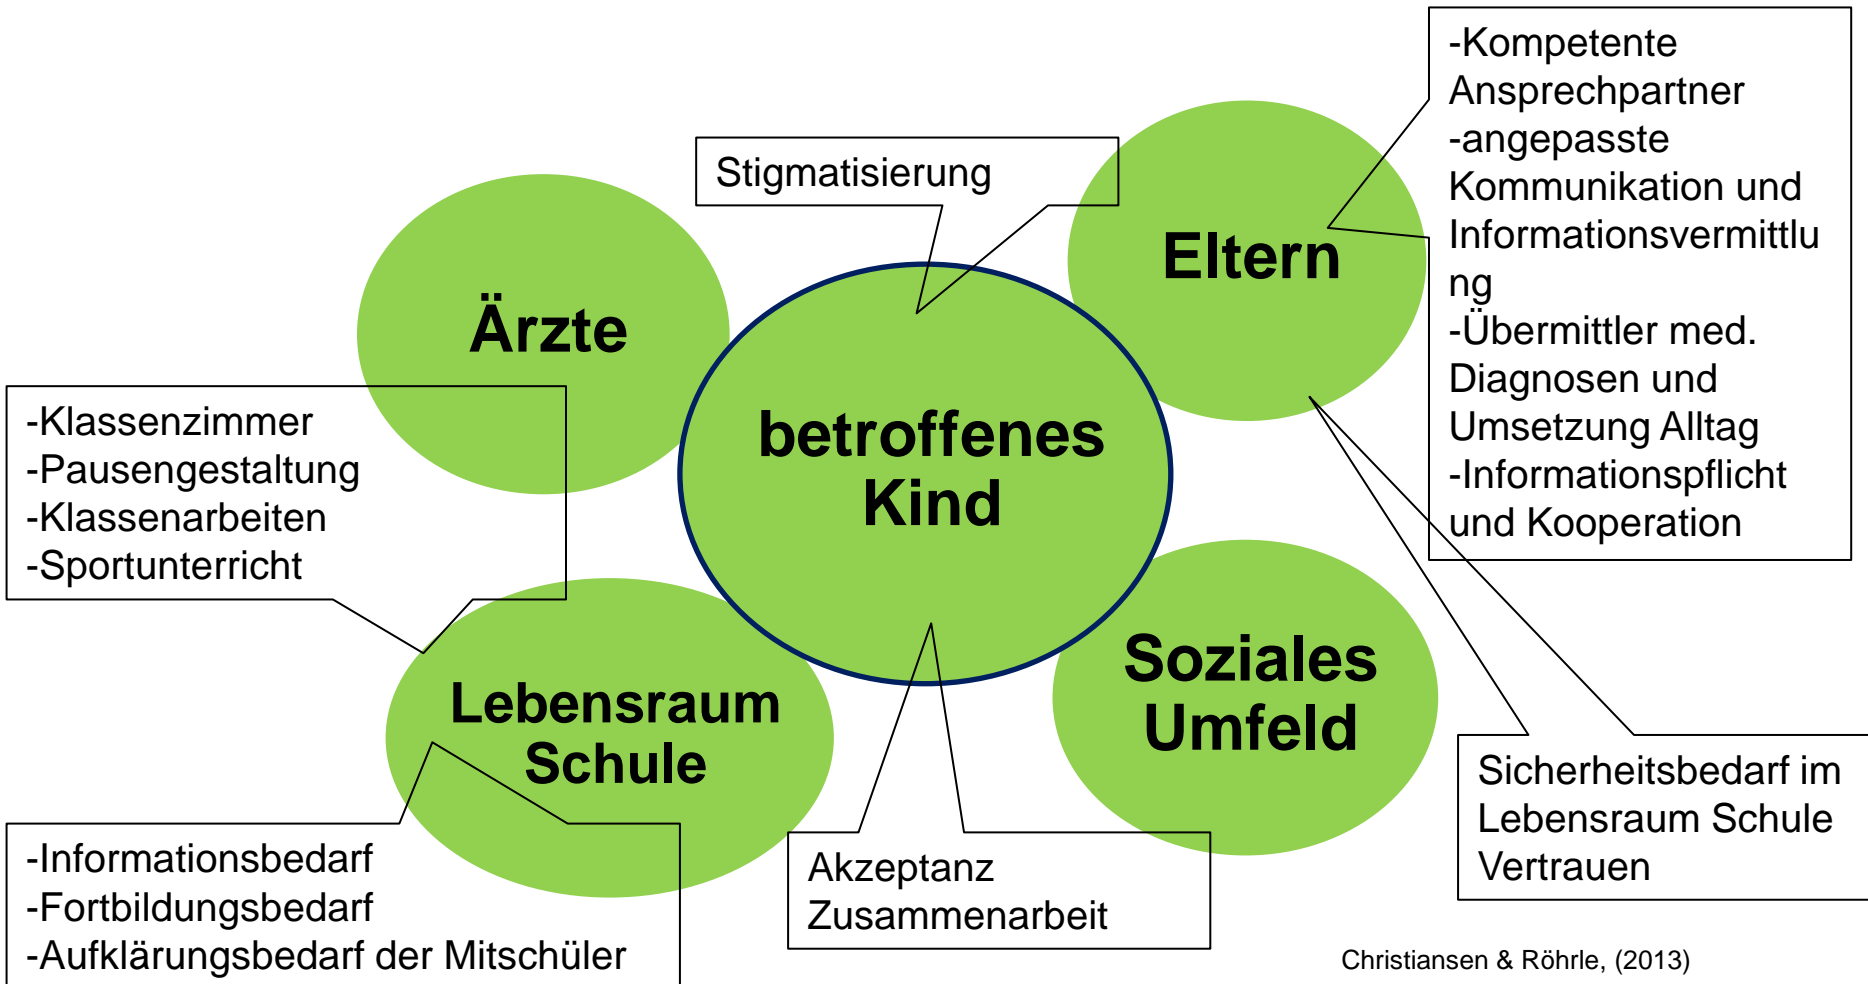 -Kompetente
Ansprechpartner
-angepasste
Kommunikation und
Informationsvermittlu
ng
-Übermittler med.
Diagnosen und
Umsetzung Alltag
-Informationspflicht
und Kooperation
Stigmatisierung
Eltern
Ärzte
betroffenes
Kind
-Klassenzimmer
-Pausengestaltung
-Klassenarbeiten
-Sportunterricht
Lebensraum
Schule
Soziales
Umfeld
Sicherheitsbedarf im
Lebensraum Schule
Vertrauen
-Informationsbedarf
-Fortbildungsbedarf
-Aufklärungsbedarf der Mitschüler
Akzeptanz
Zusammenarbeit
Christiansen & Röhrle, (2013)